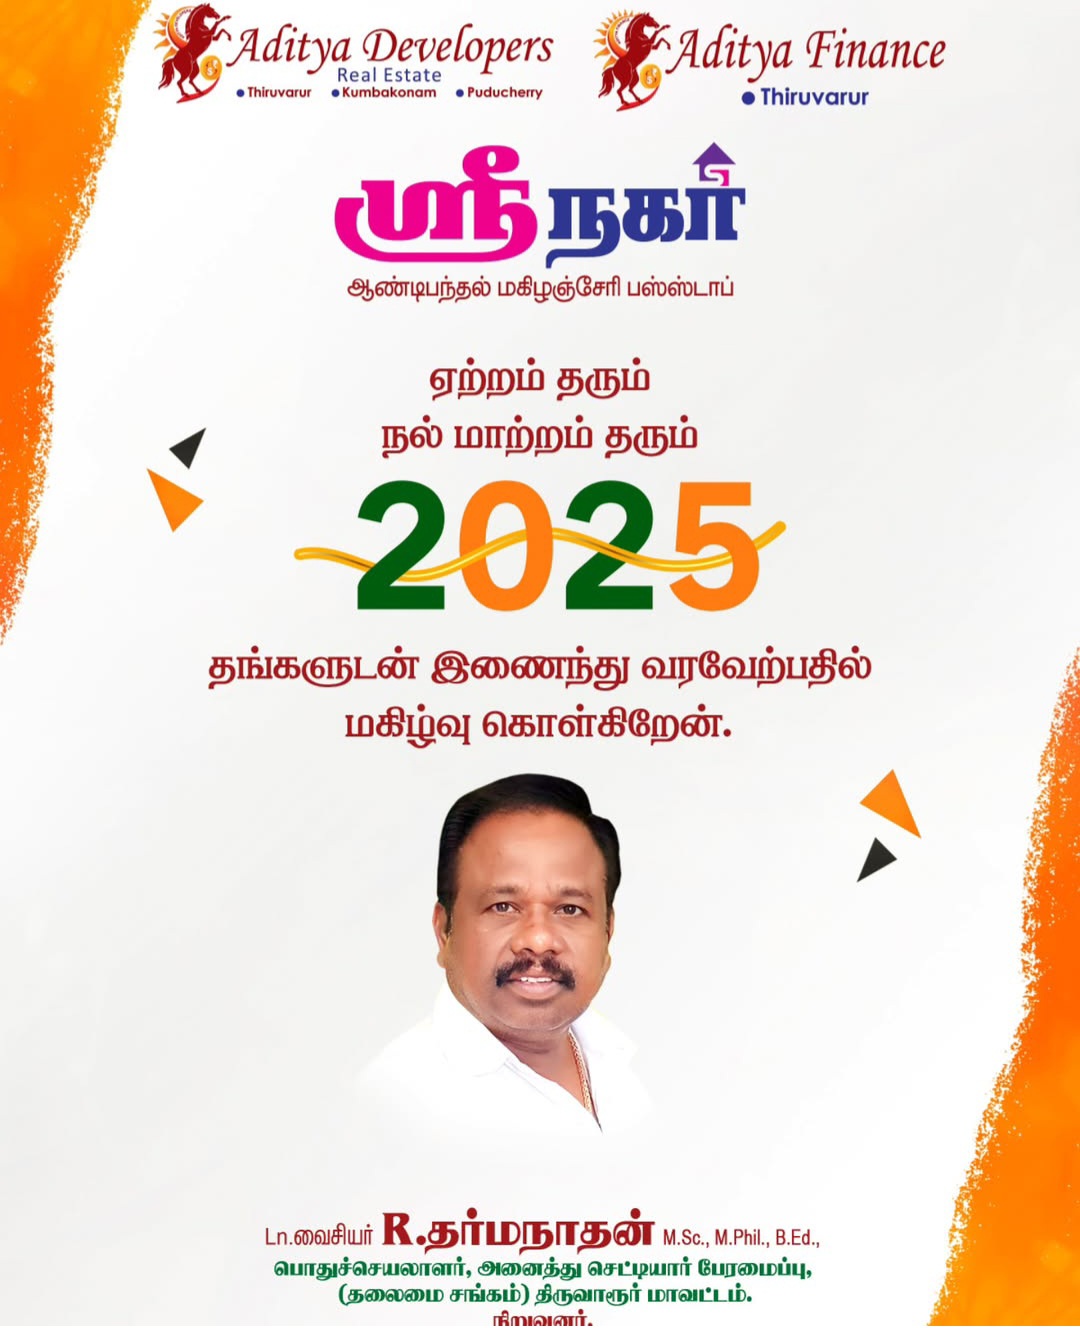 Aditya Developers
Real Estate
• Thiruvarur • Kumbakonam • Puducherry
Aditya Finance
• Thiruvarur
ஸ்ரீ நகர்
ஆண்டிபந்தல் மகிழஞ்சேரி பஸ்ஸ்டாப்
ஏற்றம் தரும்
நல் மாற்றம் தரும்
2025
தங்களுடன் இணைந்து வரவேற்பதில்
மகிழ்வு கொள்கிறேன்.
Ln.வைசியர் R.தர்மநாதன் M.Sc., M.Phil., B.Ed.,
பொதுச்செயலாளர், அனைத்து செட்டியார் பேரமைப்பு,
(தலைமை சங்கம்) திருவாரூர் மாவட்டம்.
நிறுவனர்.